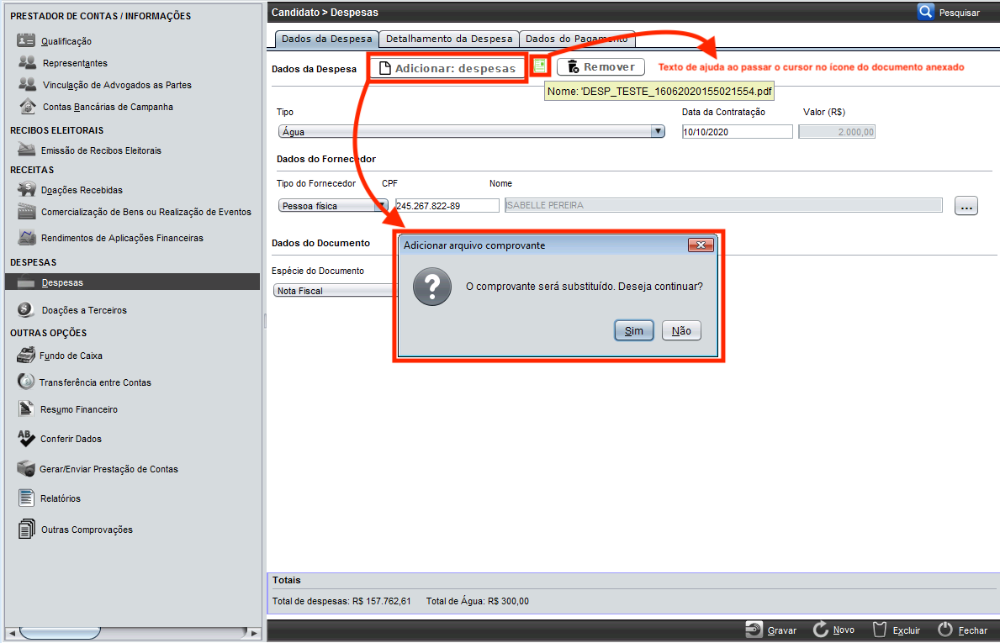 PRESTADOR DE CONTAS / INFORMAÇÕES
Qualificação
Representantes
Vinculação de Advogados as Partes
Contas Bancárias de Campanha
RECIBOS ELEITORAIS
Emissão de Recibos Eleitorais
RECEITAS
Doações Recebidas
Comercialização de Bens ou Realização de Eventos
Rendimentos de Aplicações Financeiras
DESPESAS
Despesas
Doações a Terceiros
OUTRAS OPÇÕES
Fundo de Caixa
Transferência entre Contas
Resumo Financeiro
Conferir Dados
Gerar/Enviar Prestação de Contas
Relatórios
Outras Comprovações
Candidato > Despesas
Pesquisar
Dados da Despesa
Detalhamento da Despesa
Dados do Pagamento
Dados da Despesa
Adicionar: despesas
Remover
Texto de ajuda ao passar o cursor no ícone do documento anexado
Nome: 'DESP_TESTE_16062020155021554.pdf
Tipo
Data da Contratação
Valor (R$)
Água
10/10/2020
2.000,00
Dados do Fornecedor
Tipo do Fornecedor
CPF
Nome
Pessoa física
245.267.822-89
ISABELLE PEREIRA
...
Dados do Documento
Espécie do Documento
Nota Fiscal
Adicionar arquivo comprovante
O comprovante será substituído. Deseja continuar?
Sim
Não
Totais
Total de despesas: R$ 157.762,61
Total de Água: R$ 300,00
Gravar
Novo
Excluir
Fechar